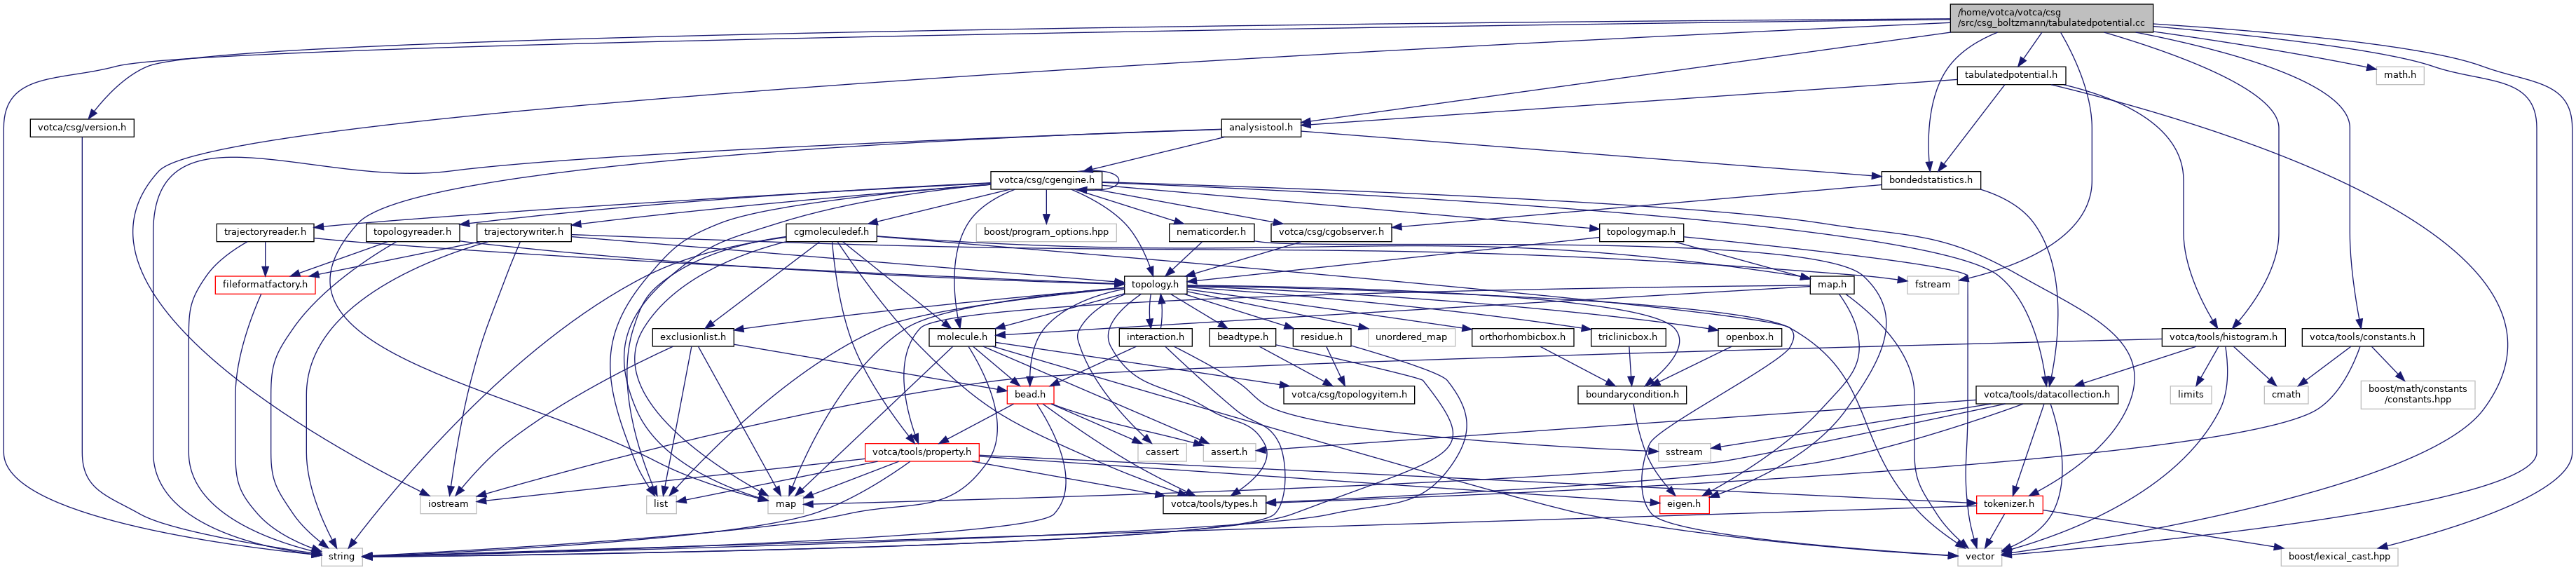 /home/votca/votca/csg
/src/csg_boltzmann/tabulatedpotential.cc
tabulatedpotential.h
math.h
votca/csg/version.h
analysistool.h
votca/csg/cgengine.h
bondedstatistics.h
trajectoryreader.h
topologyreader.h
trajectorywriter.h
cgmoleculedef.h
boost/program_options.hpp
nematicorder.h
votca/csg/cgobserver.h
topologymap.h
fileformatfactory.h
topology.h
map.h
fstream
exclusionlist.h
molecule.h
interaction.h
beadtype.h
residue.h
unordered_map
orthorhombicbox.h
triclinicbox.h
openbox.h
votca/tools/histogram.h
votca/tools/constants.h
bead.h
votca/csg/topologyitem.h
boundarycondition.h
votca/tools/datacollection.h
limits
cmath
boost/math/constants
/constants.hpp
votca/tools/property.h
cassert
assert.h
sstream
iostream
list
map
votca/tools/types.h
eigen.h
tokenizer.h
string
vector
boost/lexical_cast.hpp